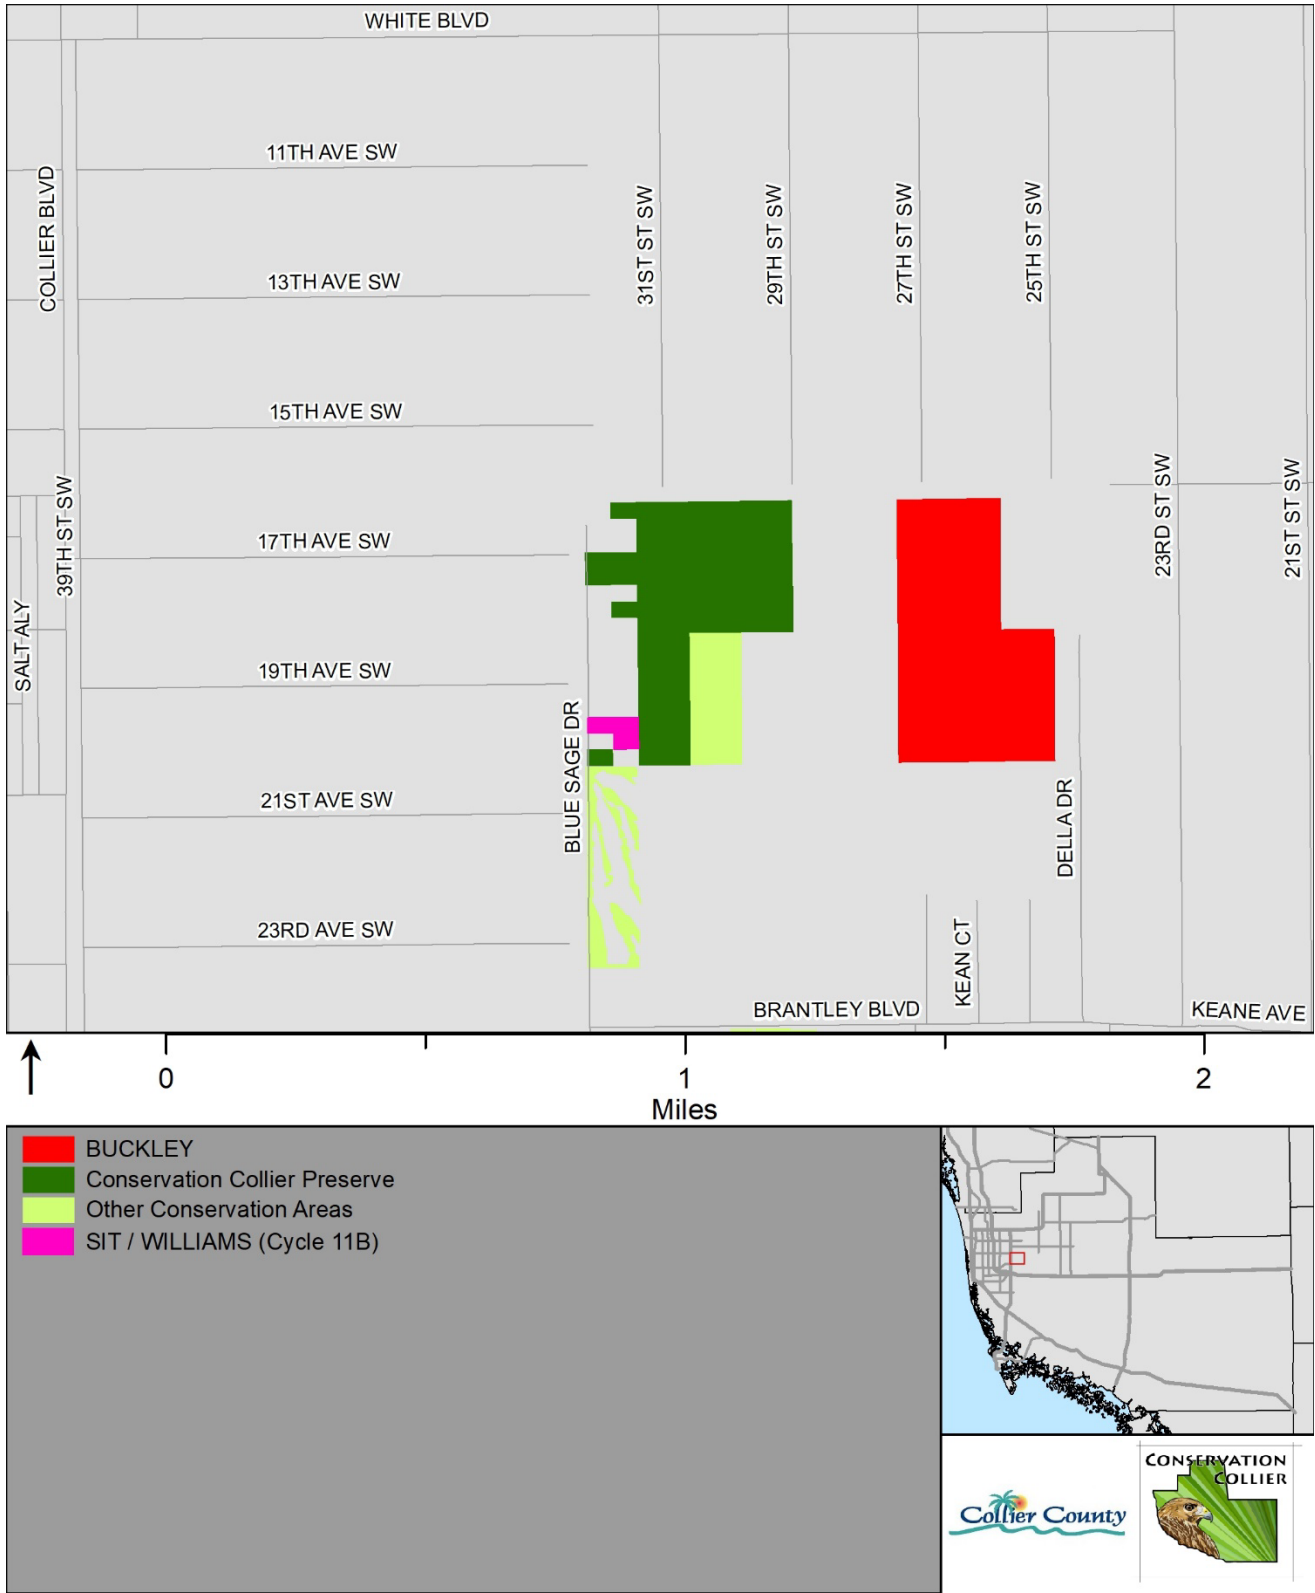 WHITE BLVD
11TH AVE SW
COLLIER BLVD
31ST ST SW
29TH ST SW
27TH ST SW
25TH ST SW
13TH AVE SW
15TH AVE SW
39TH ST SW
23RD ST SW
21ST ST SW
17TH AVE SW
SALT ALY
19TH AVE SW
BLUE SAGE DR
21ST AVE SW
DELLA DR
23RD AVE SW
KEAN CT
BRANTLEY BLVD
KEANE AVE
0
1
2
Miles
BUCKLEY
Conservation Collier Preserve
Other Conservation Areas
SIT / WILLIAMS (Cycle 11B)
Collier County
CONSERVATION
COLLIER